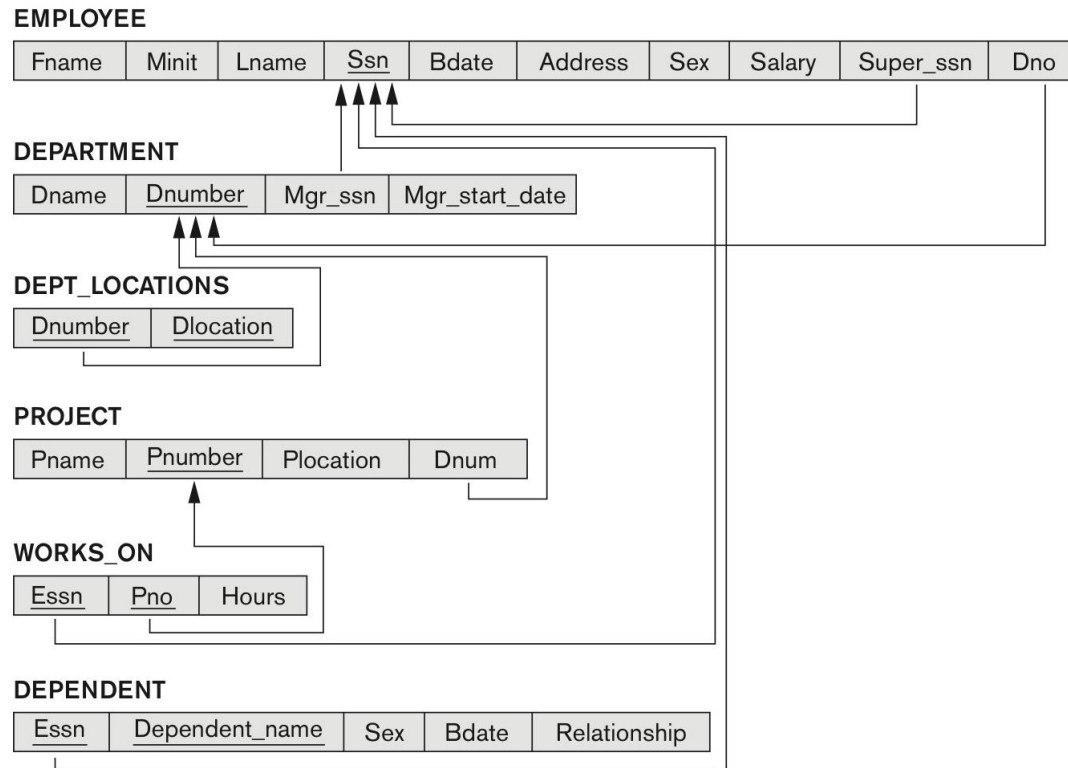 EMPLOYEE
Fname Minit Lname Ssn Bdate Address Sex Salary Super_ssn Dno
DEPARTMENT
Dname Dnumber Mgr_ssn Mgr_start_date
DEPT_LOCATIONS
Dnumber Dlocation
PROJECT
Pname Pnumber Plocation Dnum
WORKS_ON
Essn Pno Hours
DEPENDENT
Essn Dependent_name Sex Bdate Relationship